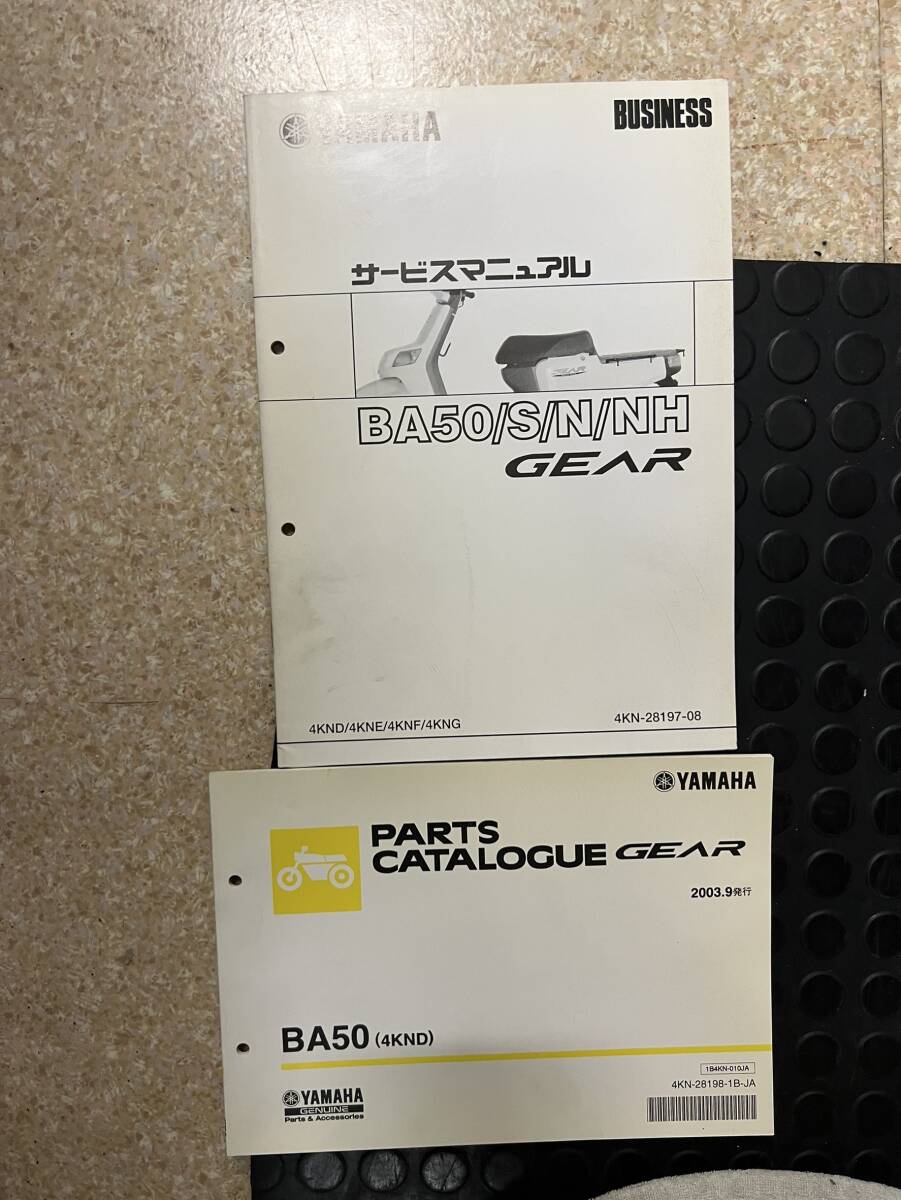 YAMAHA
BUSINESS
サービスマニュアル
GEAR
BA50/S/N/NH
GEAR
4KND/4KNE/4KNF/4KNG
4KN-28197-08
YAMAHA
PARTS
CATALOGUE GEAR
2003.9発行
BA50 (4KND)
1B4KN-010JA
4KN-28198-1B-JA
YAMAHA
GENUINE
Parts & Accessories